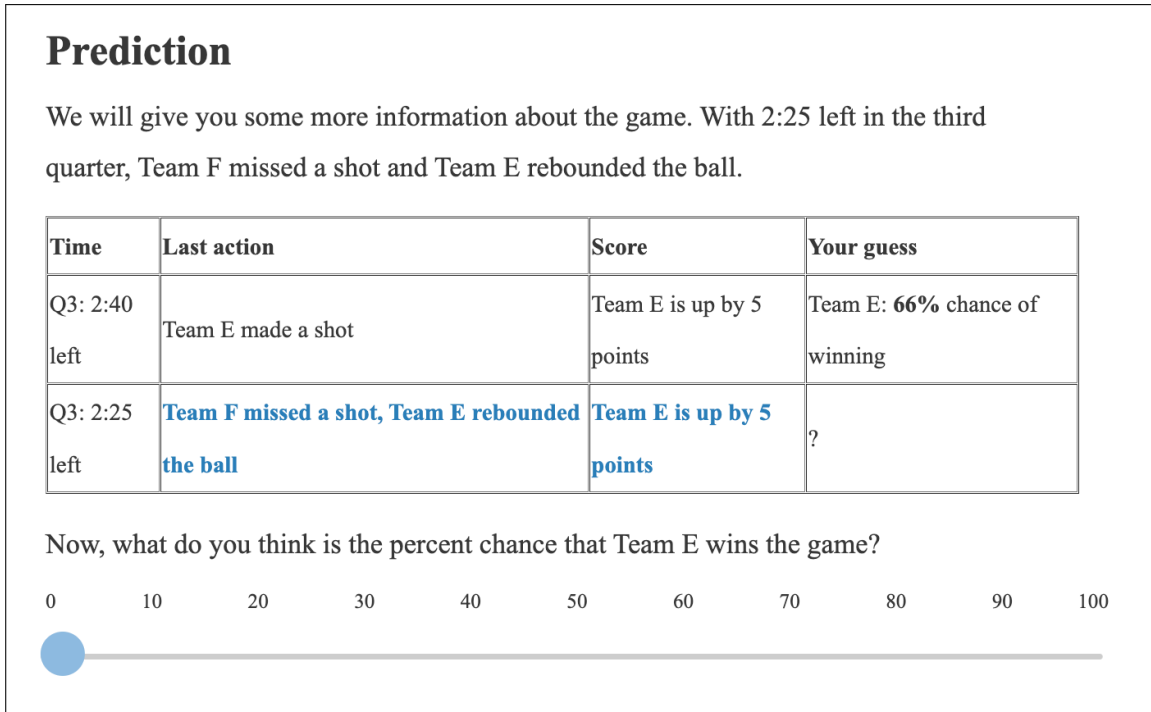 Prediction
We will give you some more information about the game. With 2:25 left in the third
quarter, Team F missed a shot and Team E rebounded the ball.
Time Last action Score Your guess
Q3: 2:40 left Team E made a shot Team E is up by 5 points Team E: 66% chance of winning
Q3: 2:25 left Team F missed a shot, Team E rebounded the ball Team E is up by 5 points ?
Now, what do you think is the percent chance that Team E wins the game?
0 10 20 30 40 50 60 70 80 90 100